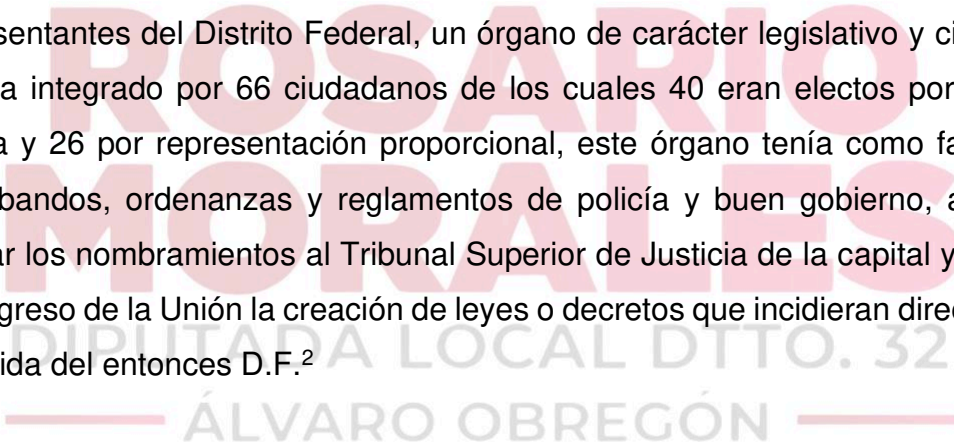 sentantes del Distrito Federal, un órgano de carácter legislativo y ci
a integrado por 66 ciudadanos de los cuales 40 eran electos por
a y 26 por representación proporcional, este órgano tenía como fa
bandos, ordenanzas y reglamentos de policía y buen gobierno, a
ar los nombramientos al Tribunal Superior de Justicia de la capital y
greso de la Unión la creación de leyes o decretos que incidieran direc
ida del entonces D.F.²
ROSARIO
MORALES
DIPUTADA LOCAL DTTO. 32
ÁLVARO OBREGÓN